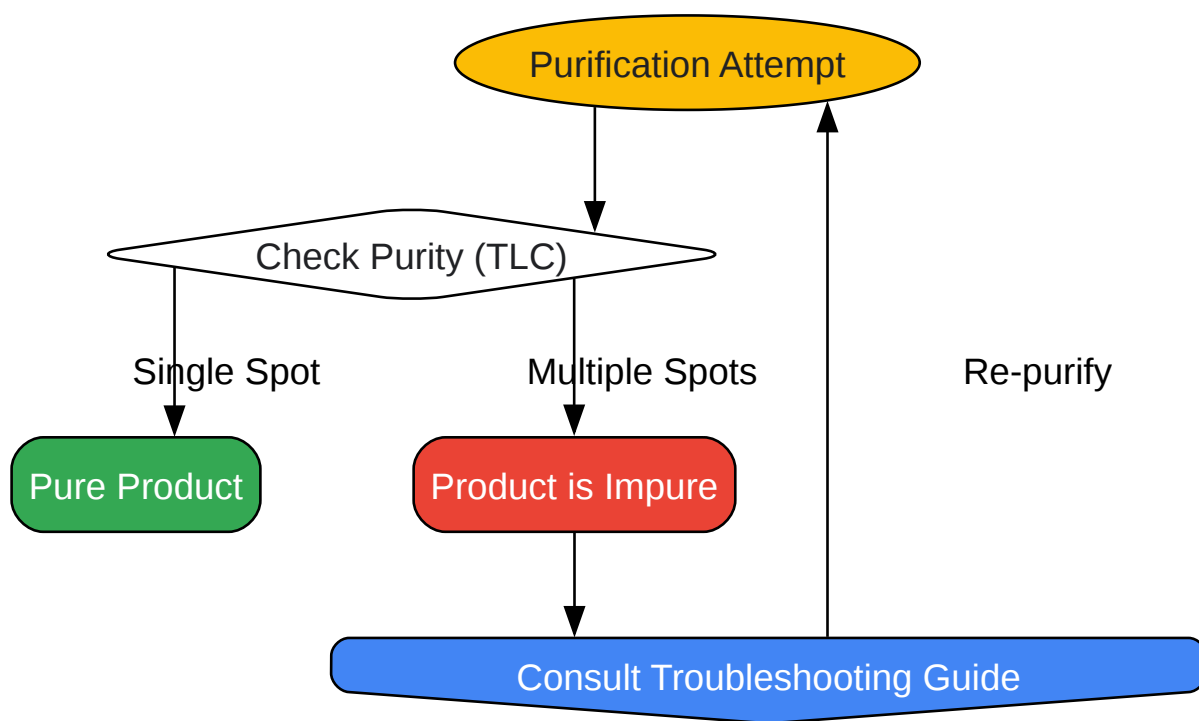 Purification Attempt
Check Purity (TLC)
Single Spot
Multiple Spots
Re-purify
Pure Product
Product is Impure
Consult Troubleshooting Guide